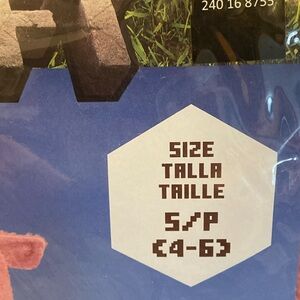 240 16 8755
SIZE
TALLA
TAILLE
S/P
(4-6)